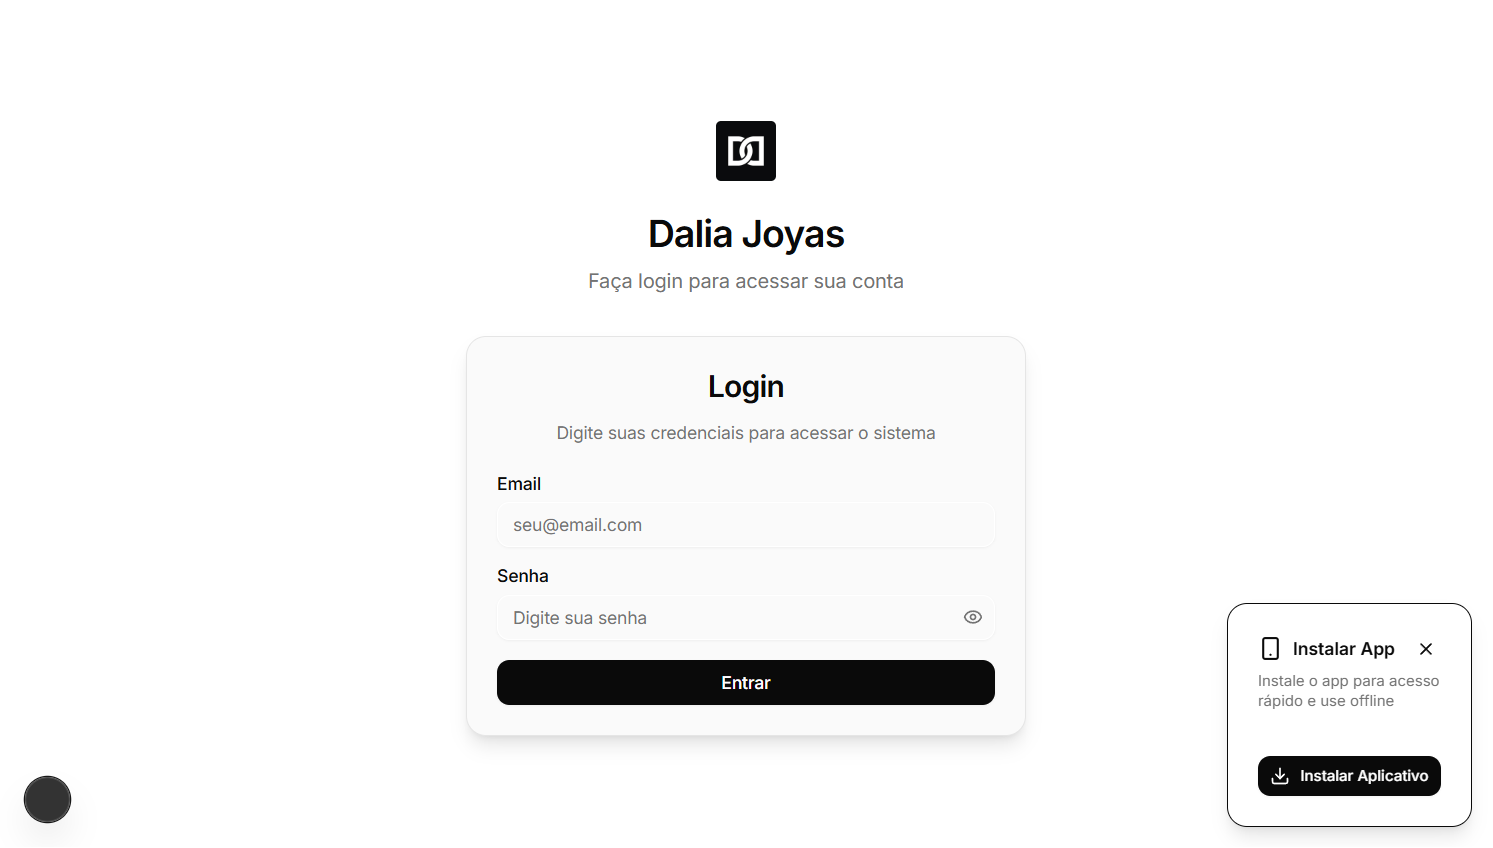 Dalia Joyas
Faça login para acessar sua conta
Login
Digite suas credenciais para acessar o sistema
Email
seu@email.com
Senha
Digite sua senha
Entrar
Instalar App
Instale o app para acesso
rápido e use offline
Instalar Aplicativo